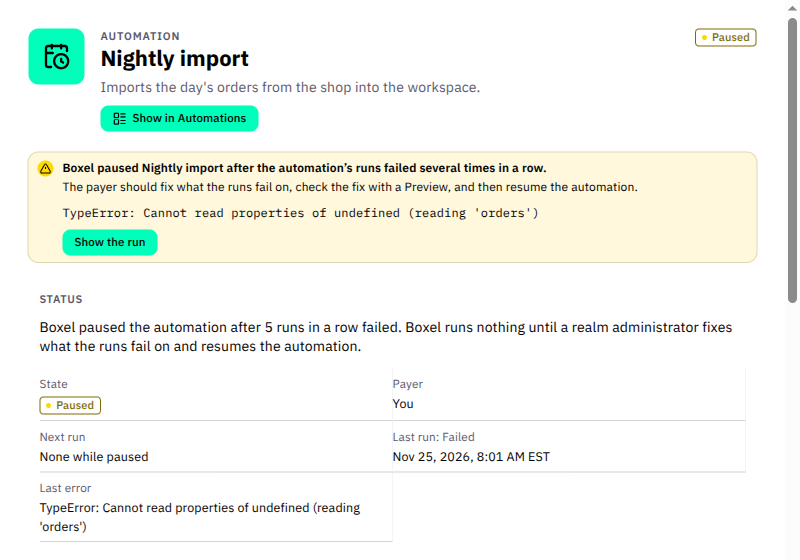 AUTOMATION
Nightly import
Paused
Imports the day's orders from the shop into the workspace.
Show in Automations
Boxel paused Nightly import after the automation’s runs failed several times in a row.
The payer should fix what the runs fail on, check the fix with a Preview, and then resume the automation.
TypeError: Cannot read properties of undefined (reading 'orders')
Show the run
STATUS
Boxel paused the automation after 5 runs in a row failed. Boxel runs nothing until a realm administrator fixes
what the runs fail on and resumes the automation.
State
Paused
Payer
You
Next run
None while paused
Last run: Failed
Nov 25, 2026, 8:01 AM EST
Last error
TypeError: Cannot read properties of undefined (reading
'orders')